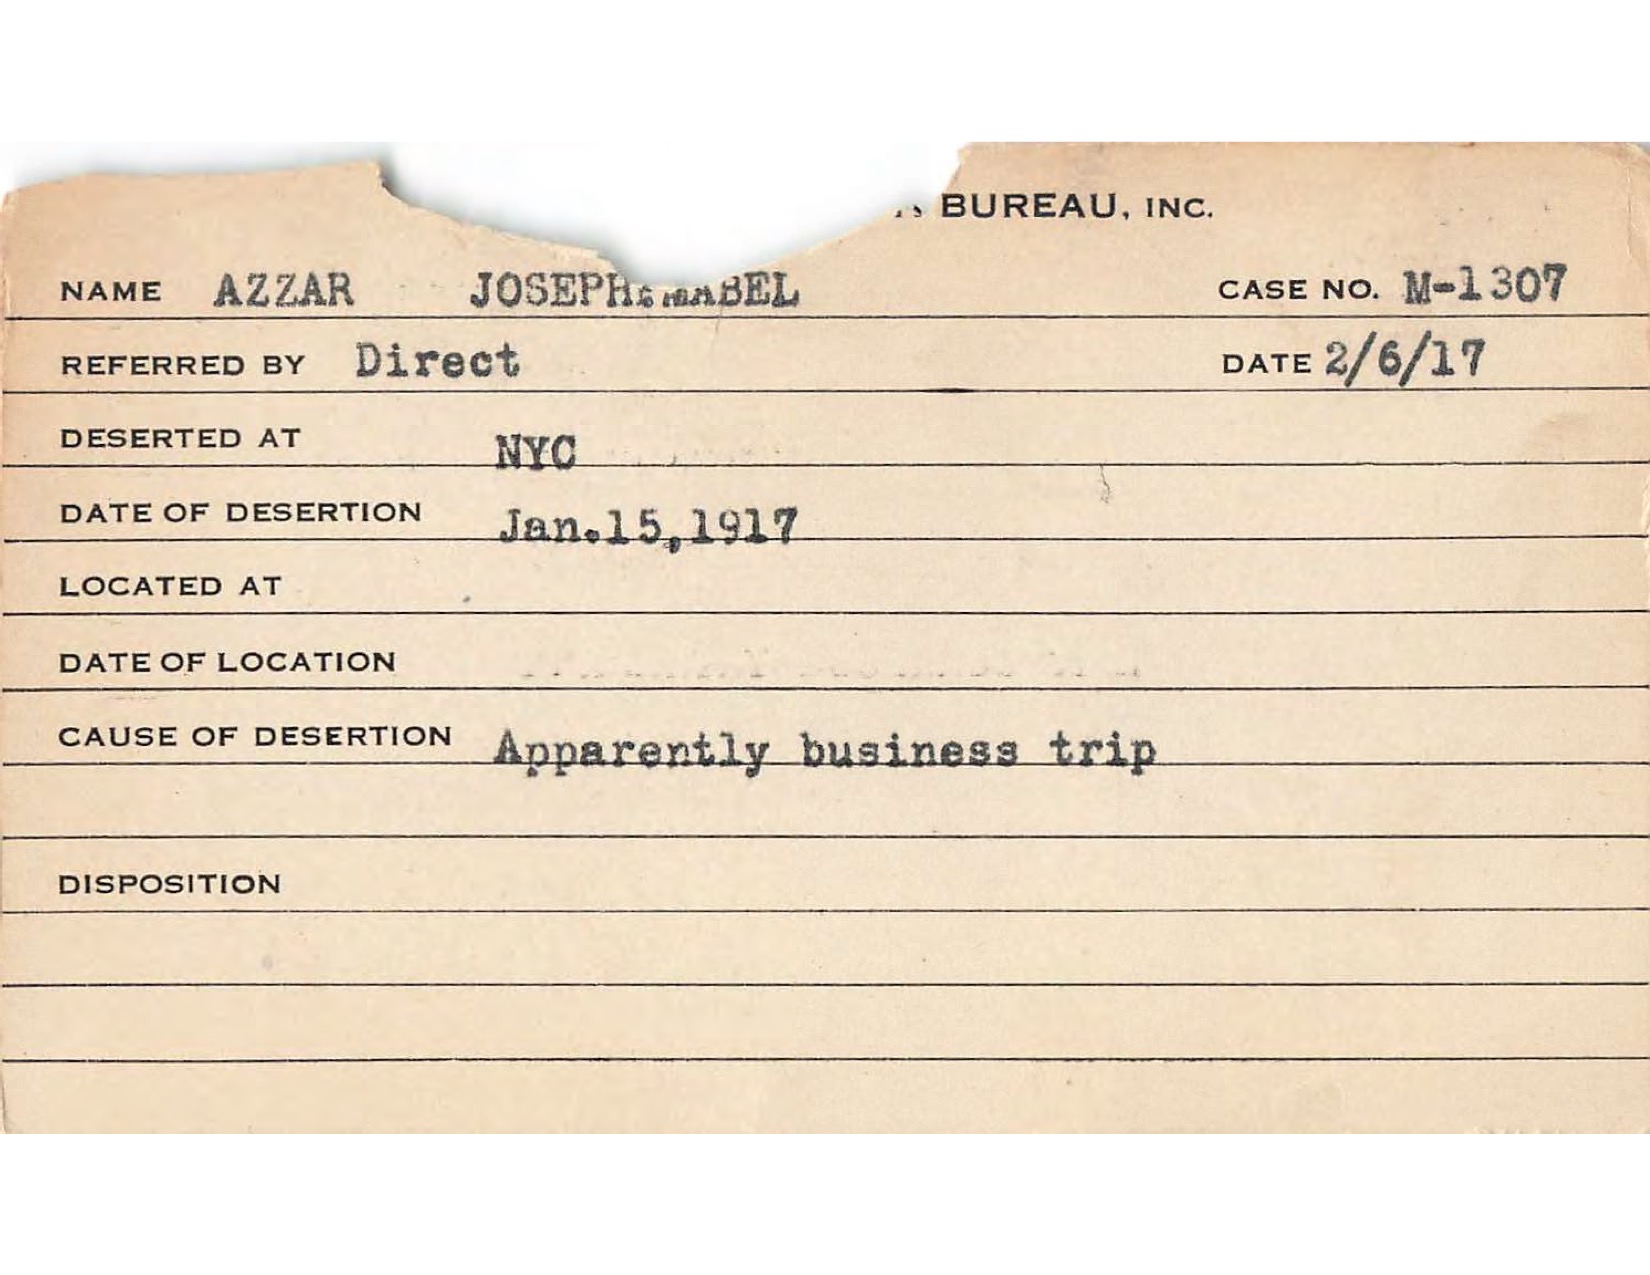 BUREAU, INC.
NAME AZZAR JOSEPH:MABEL CASE NO. M-1307
REFERRED BY Direct DATE 2/6/17
DESERTED AT NYC
DATE OF DESERTION Jan.15,1917
LOCATED AT
DATE OF LOCATION
CAUSE OF DESERTION Apparently business trip
DISPOSITION